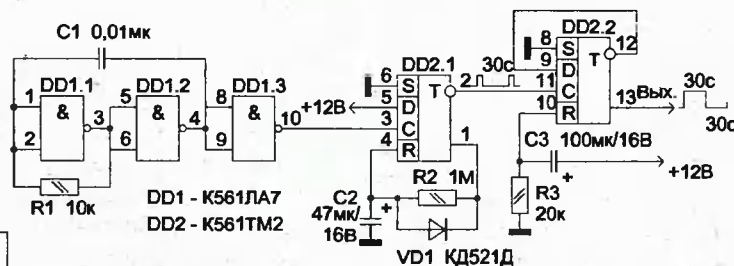 C1 0,01мк
DD1.1
DD1.2
DD1.3
DD2.1
DD2.2
1
2
&
3
5
6
&
4
8
9
&
10
+12В
6
5
3
4
S
D
C
R
T
2
1
30с
8
9
11
10
S
D
C
R
T
12
13
Вых.
30с
R1 10к
DD1 - К561ЛА7
DD2 - К561ТМ2
C2
47мк/
16В
+
R2 1М
VD1 КД521Д
C3 100мк/16В
+
+12В
R3
20к